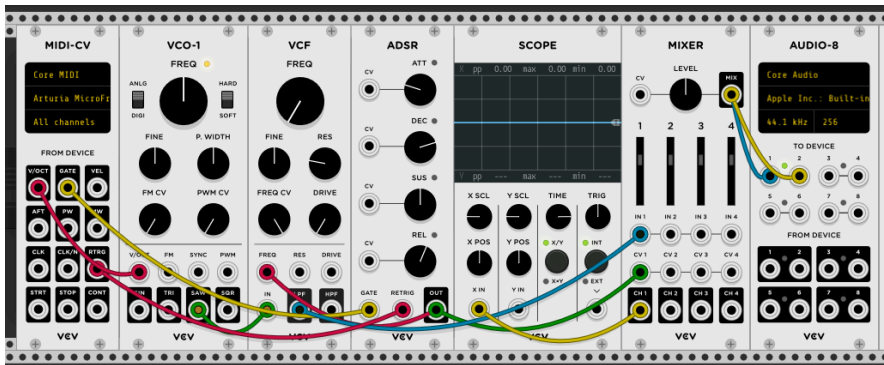 MIDI-CV
Core MIDI
Arturia MicroFr
All channels
FROM DEVICE
V/OCT GATE VEL
AFT PW MW
CLK CLK/N RTRG
STRT STOP CONT
VCV
VCO-1
FREQ
ANLG
DIGI
HARD
SOFT
FINE P. WIDTH
FM CV PWM CV
V/OCT FM SYNC PWM
SIN TRI SAW SQR
VCV
VCF
FREQ
FINE RES
FREQ CV DRIVE
FREQ RES DRIVE
IN LPF HPF
VCV
ADSR
ATT
CV
DEC
CV
SUS
CV
REL
CV
GATE RETRIG OUT
VCV
SCOPE
X pp 0.00 max 0.00 min 0.00
Y pp --- max --- min ---
X SCL Y SCL TIME TRIG
X POS Y POS X/Y INT
X+Y EXT
X IN Y IN
VCV
MIXER
LEVEL
CV MIX
1 2 3 4
IN 1 IN 2 IN 3 IN 4
CV 1 CV 2 CV 3 CV 4
CH 1 CH 2 CH 3 CH 4
VCV
AUDIO-8
Core Audio
Apple Inc.: Built-in
44.1 kHz 256
TO DEVICE
1 2 3 4
5 6 7 8
FROM DEVICE
1 2 3 4
5 6 7 8
VCV